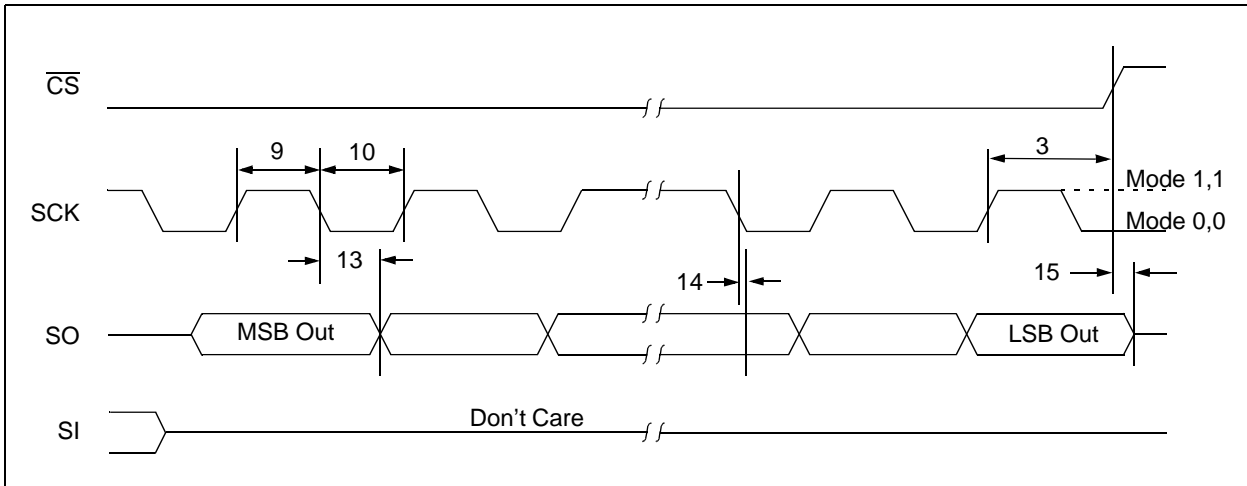 CS
9
10
3
Mode 1,1
SCK
Mode 0,0
13
14
15
SO
MSB Out
LSB Out
Don't Care
SI